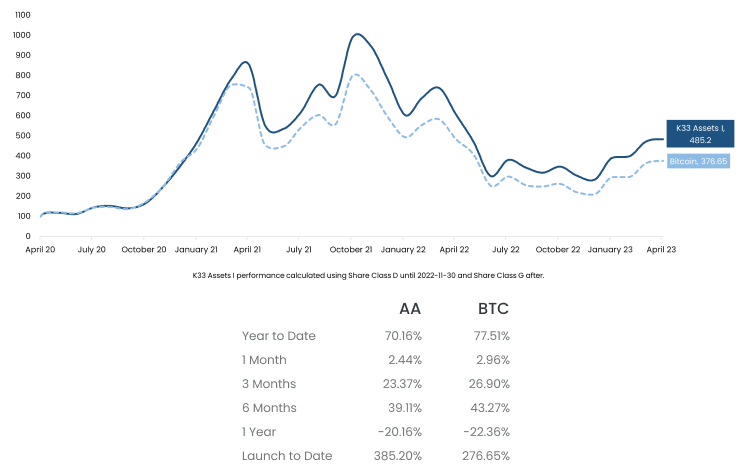 1100
1000
900
800
700
600
500
400
300
200
100
0
K33 Assets I,
485.2
Bitcoin, 376.65
April 20 July 20 October 20 January 21 April 21 July 21 October 21 January 22 April 22 July 22 October 22 January 23 April 23
K33 Assets I performance calculated using Share Class D until 2022-11-30 and Share Class G after.
AA BTC
Year to Date 70.16% 77.51%
1 Month 2.44% 2.96%
3 Months 23.37% 26.90%
6 Months 39.11% 43.27%
1 Year -20.16% -22.36%
Launch to Date 385.20% 276.65%